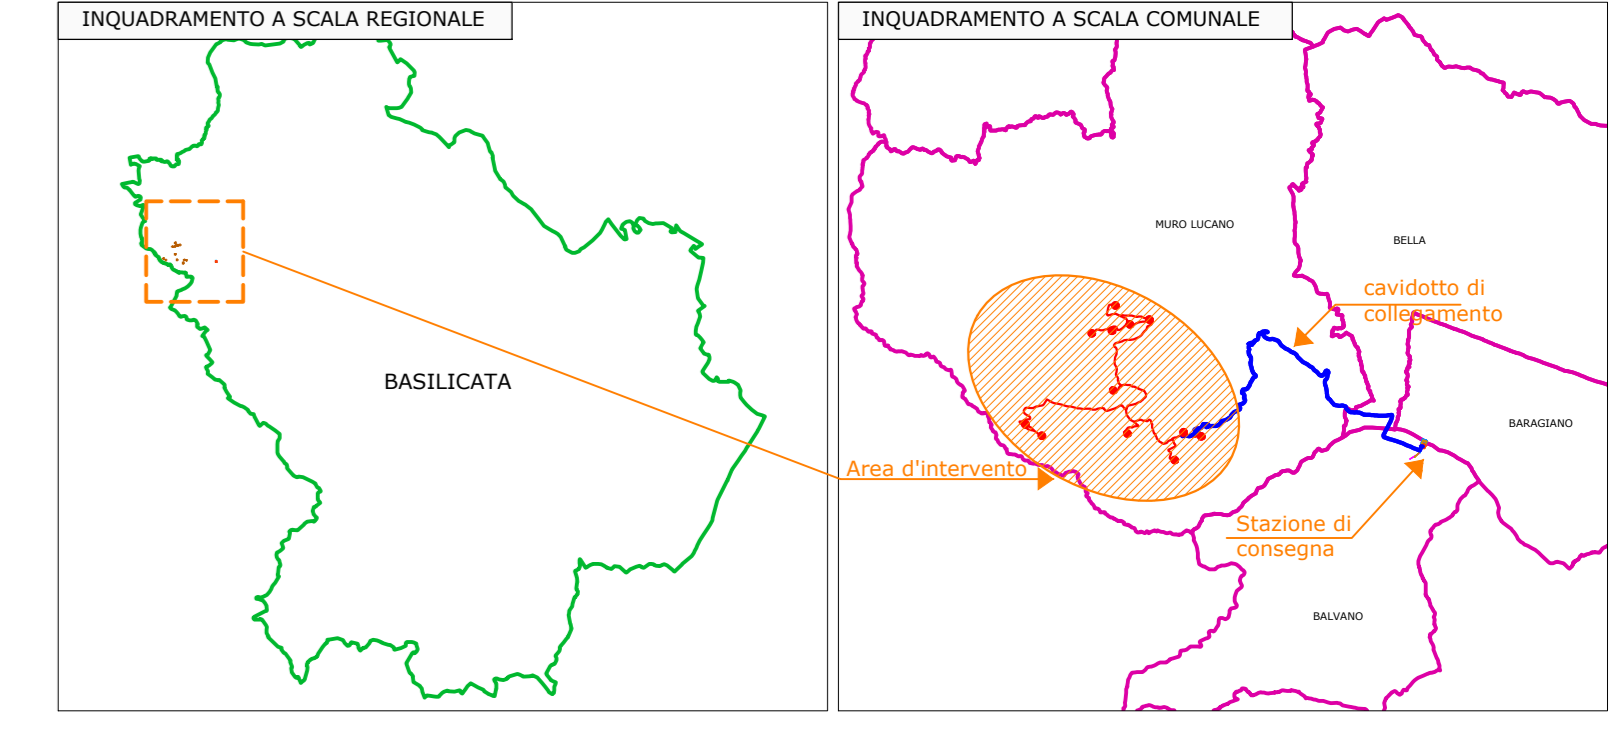 INQUADRAMENTO A SCALA REGIONALE
BASILICATA
INQUADRAMENTO A SCALA COMUNALE
MURO LUCANO
BELLA
cavidotto di
collegamento
BARAGIANO
Area d'intervento
Stazione di
consegna
BALVANO